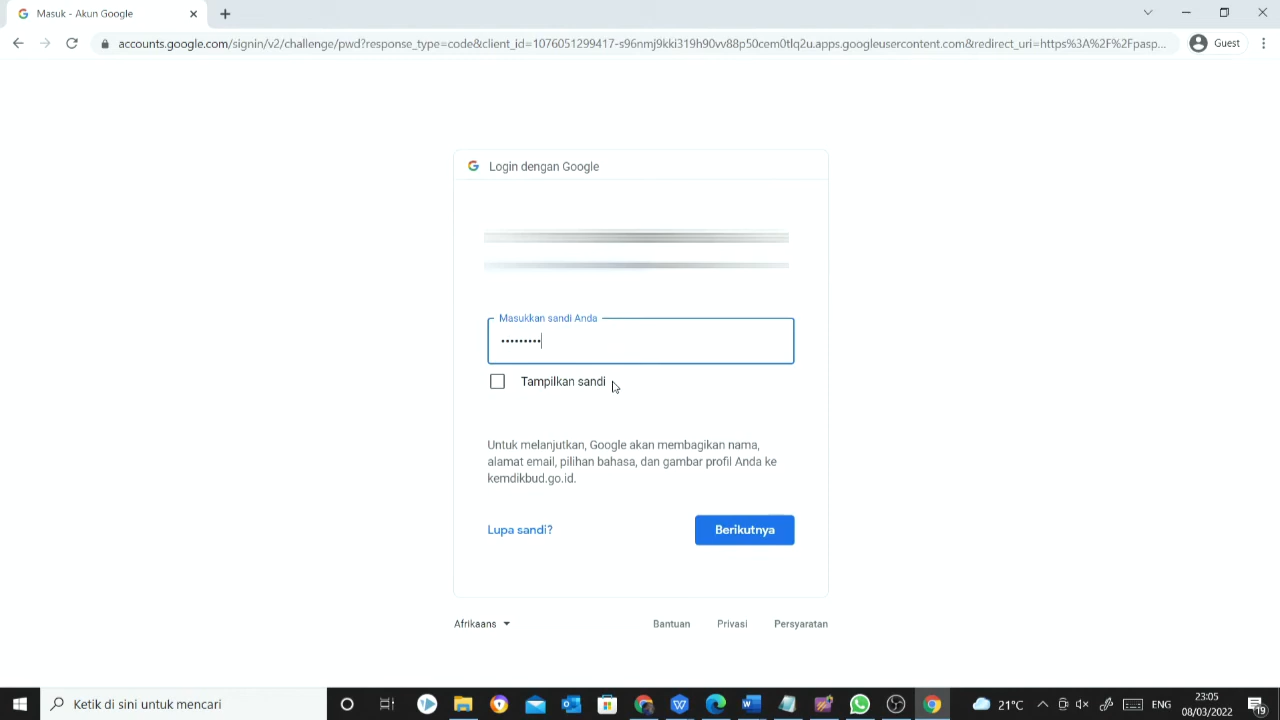 Masuk - Akun Google
accounts.google.com/signin/v2/challenge/pwd?response_type=code&client_id=1076051299417-s96nmj9kki319h90vv88p50cem0tlq2u.apps.googleusercontent.com&redirect_uri=https%3A%2F%2Fpasp...
Guest
Login dengan Google
Masukkan sandi Anda
•••••••••
Tampilkan sandi
Untuk melanjutkan, Google akan membagikan nama,
alamat email, pilihan bahasa, dan gambar profil Anda ke
kemdikbud.go.id.
Lupa sandi?
Berikutnya
Afrikaans
Bantuan
Privasi
Persyaratan
Ketik di sini untuk mencari
21°C
ENG
23:05
08/03/2022
19